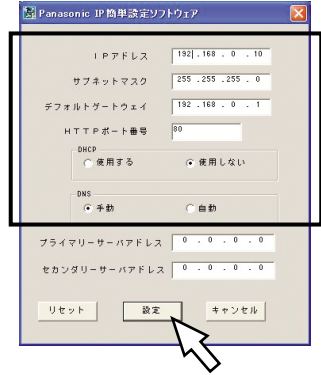 Panasonic IP簡単設定ソフトウェア
IPアドレス 192.168.0.10
サブネットマスク 255.255.255.0
デフォルトゲートウェイ 192.168.0.1
HTTPポート番号 80
DHCP
使用する 使用しない
DNS
手動 自動
プライマリーサーバアドレス 0.0.0.0
セカンダリーサーバアドレス 0.0.0.0
リセット 設定 キャンセル